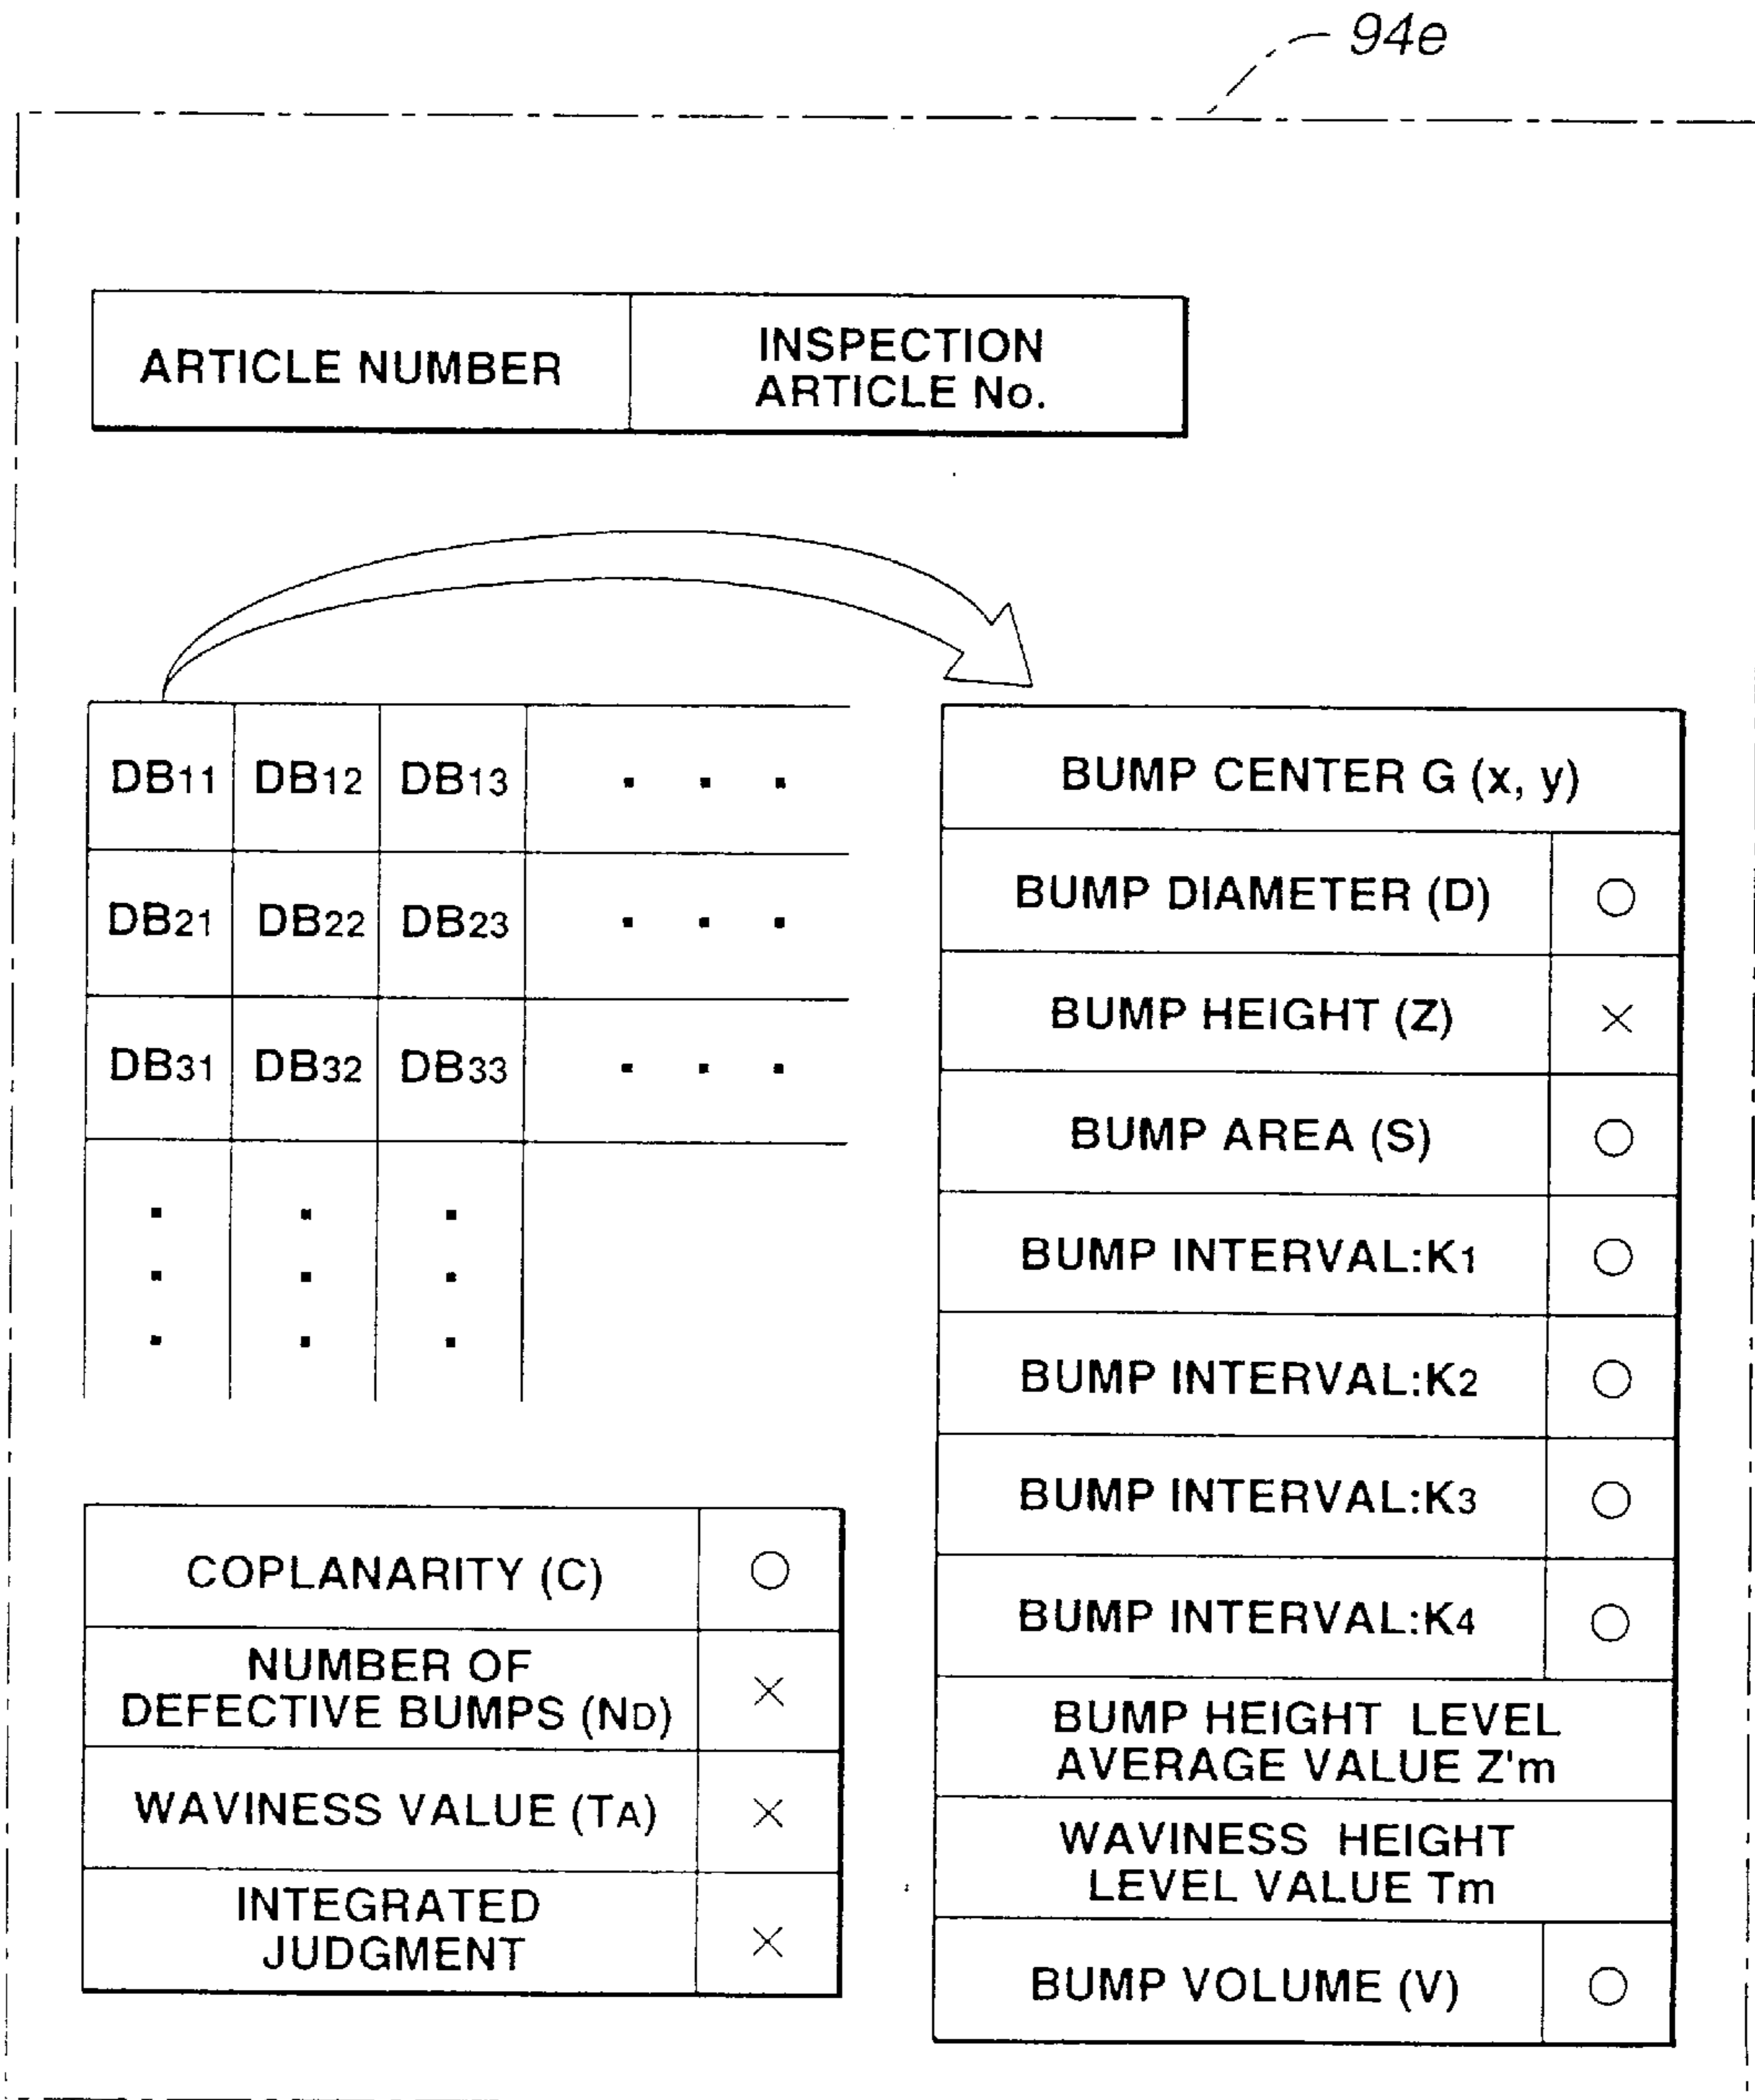 94e
ARTICLE NUMBER
INSPECTION
ARTICLE No.
DB11 DB12 DB13 . . .
DB21 DB22 DB23 . . .
DB31 DB32 DB33 . . .
. . .
. . .
. . .
COPLANARITY (C) ○
NUMBER OF
DEFECTIVE BUMPS (ND) ×
WAVINESS VALUE (TA) ×
INTEGRATED
JUDGMENT ×
BUMP CENTER G (x, y)
BUMP DIAMETER (D) ○
BUMP HEIGHT (Z) ×
BUMP AREA (S) ○
BUMP INTERVAL:K1 ○
BUMP INTERVAL:K2 ○
BUMP INTERVAL:K3 ○
BUMP INTERVAL:K4 ○
BUMP HEIGHT LEVEL
AVERAGE VALUE Z'm
WAVINESS HEIGHT
LEVEL VALUE Tm
BUMP VOLUME (V) ○